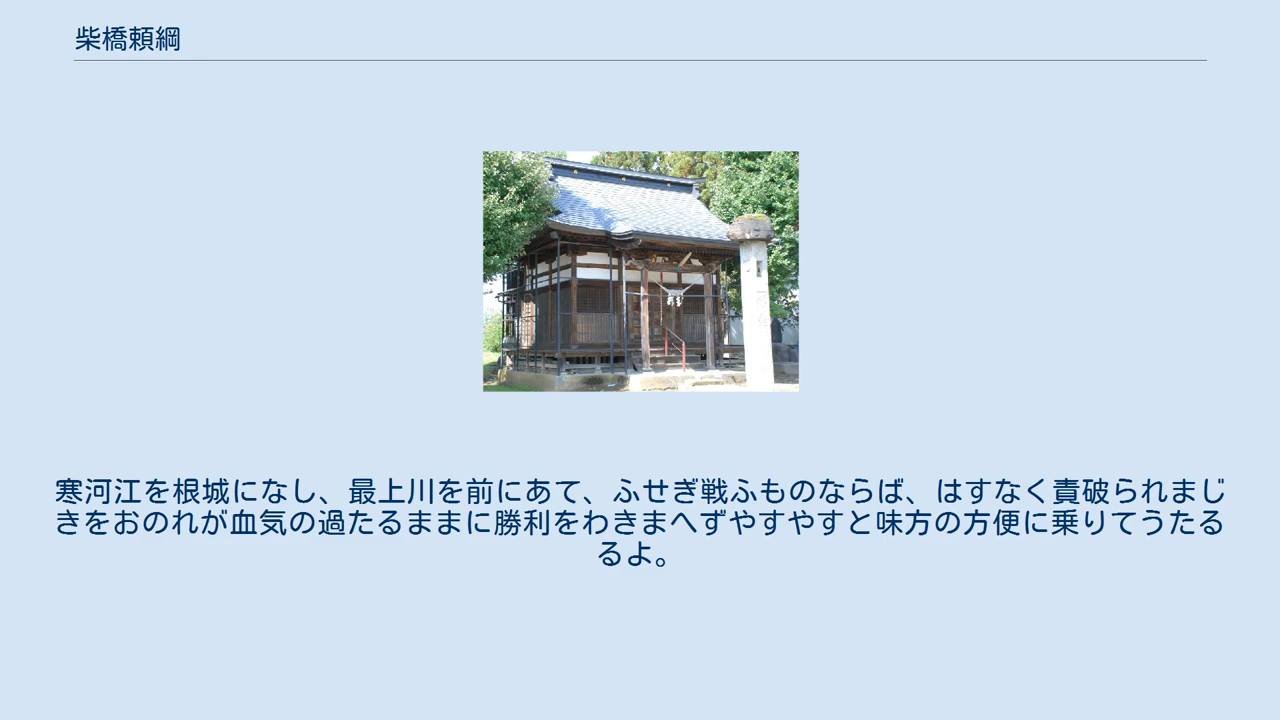 柴橋頼綱
寒河江を根城になし、最上川を前にあて、ふせぎ戦ふものならば、はすなく責破られまじ
きをおのれが血気の過たるままに勝利をわきまへずやすやすと味方の方便に乗りてうたる
るよ。